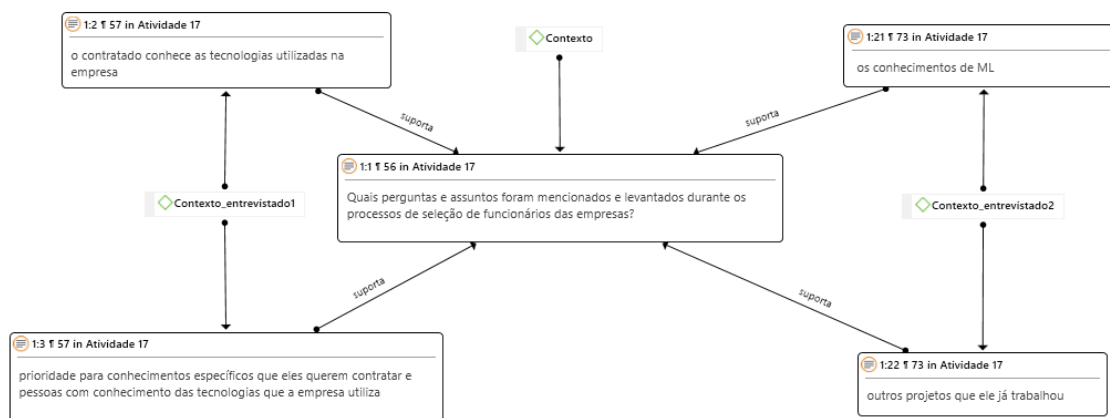 1:2 ¶ 57 in Atividade 17
o contratado conhece as tecnologias utilizadas na
empresa
Contexto
1:21 ¶ 73 in Atividade 17
os conhecimentos de ML
suporta
suporta
1:1 ¶ 56 in Atividade 17
Quais perguntas e assuntos foram mencionados e levantados durante os
processos de seleção de funcionários das empresas?
Contexto_entrevistado1
Contexto_entrevistado2
suporta
suporta
1:3 ¶ 57 in Atividade 17
prioridade para conhecimentos específicos que eles querem contratar e
pessoas com conhecimento das tecnologias que a empresa utiliza
1:22 ¶ 73 in Atividade 17
outros projetos que ele já trabalhou